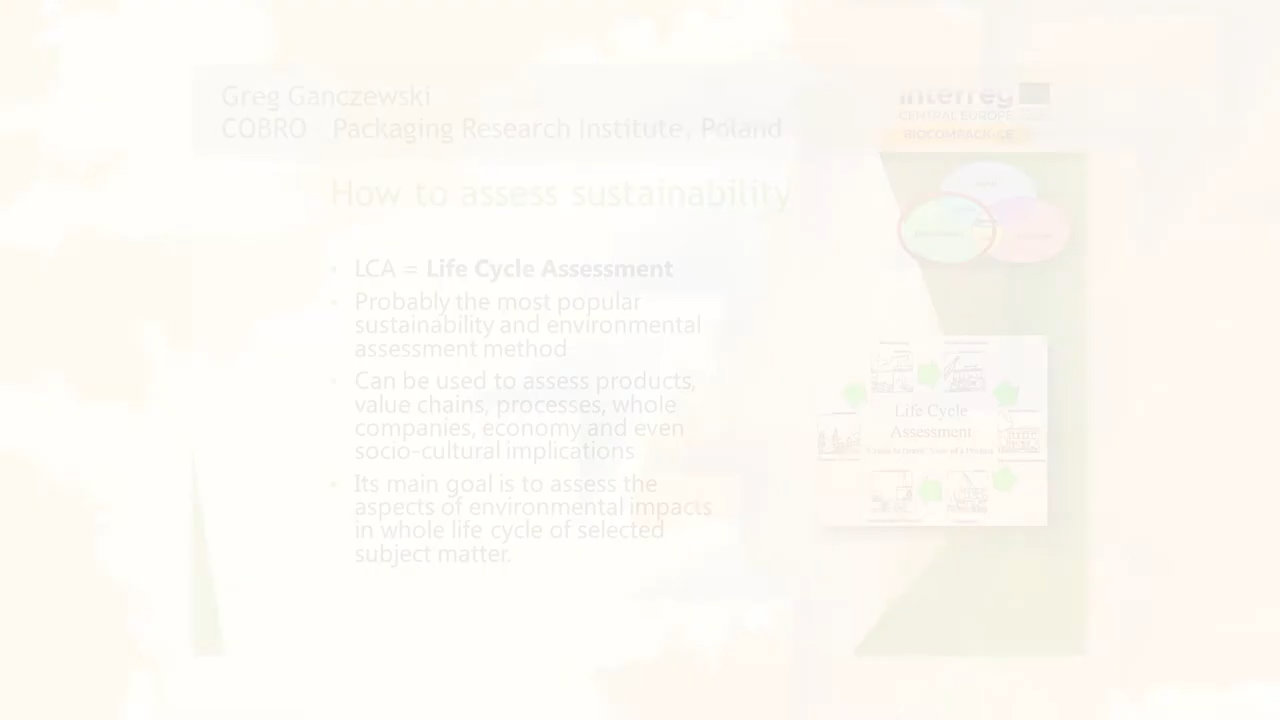 Greg Ganczewski
COBRO - Packaging Research Institute, Poland
interreg
CENTRAL EUROPE
BIOCOMPACK-CE
How to assess sustainability
• LCA = Life Cycle Assessment
• Probably the most popular
sustainability and environmental
assessment method
• Can be used to assess products,
value chains, processes, whole
companies, economy and even
socio-cultural implications
• Its main goal is to assess the
aspects of environmental impacts
in whole life cycle of selected
subject matter.
Life Cycle
Assessment